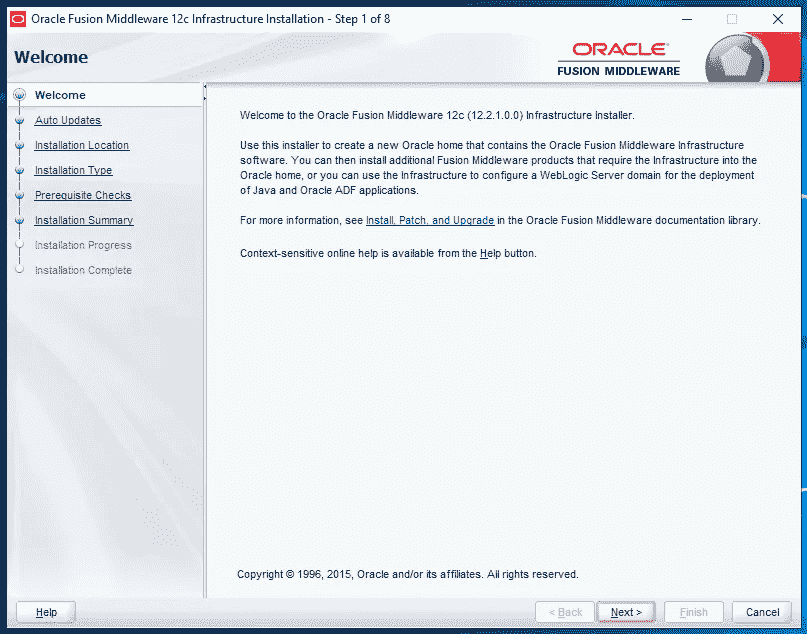 Oracle Fusion Middleware 12c Infrastructure Installation - Step 1 of 8
Welcome
ORACLE
FUSION MIDDLEWARE
Welcome
Auto Updates
Installation Location
Installation Type
Prerequisite Checks
Installation Summary
Installation Progress
Installation Complete
Welcome to the Oracle Fusion Middleware 12c (12.2.1.0.0) Infrastructure Installer.
Use this installer to create a new Oracle home that contains the Oracle Fusion Middleware Infrastructure
software. You can then install additional Fusion Middleware products that require the Infrastructure into the
Oracle home, or you can use the Infrastructure to configure a WebLogic Server domain for the deployment
of Java and Oracle ADF applications.
For more information, see Install, Patch, and Upgrade in the Oracle Fusion Middleware documentation library.
Context-sensitive online help is available from the Help button.
Copyright © 1996, 2015, Oracle and/or its affiliates. All rights reserved.
Help
< Back
Next >
Finish
Cancel